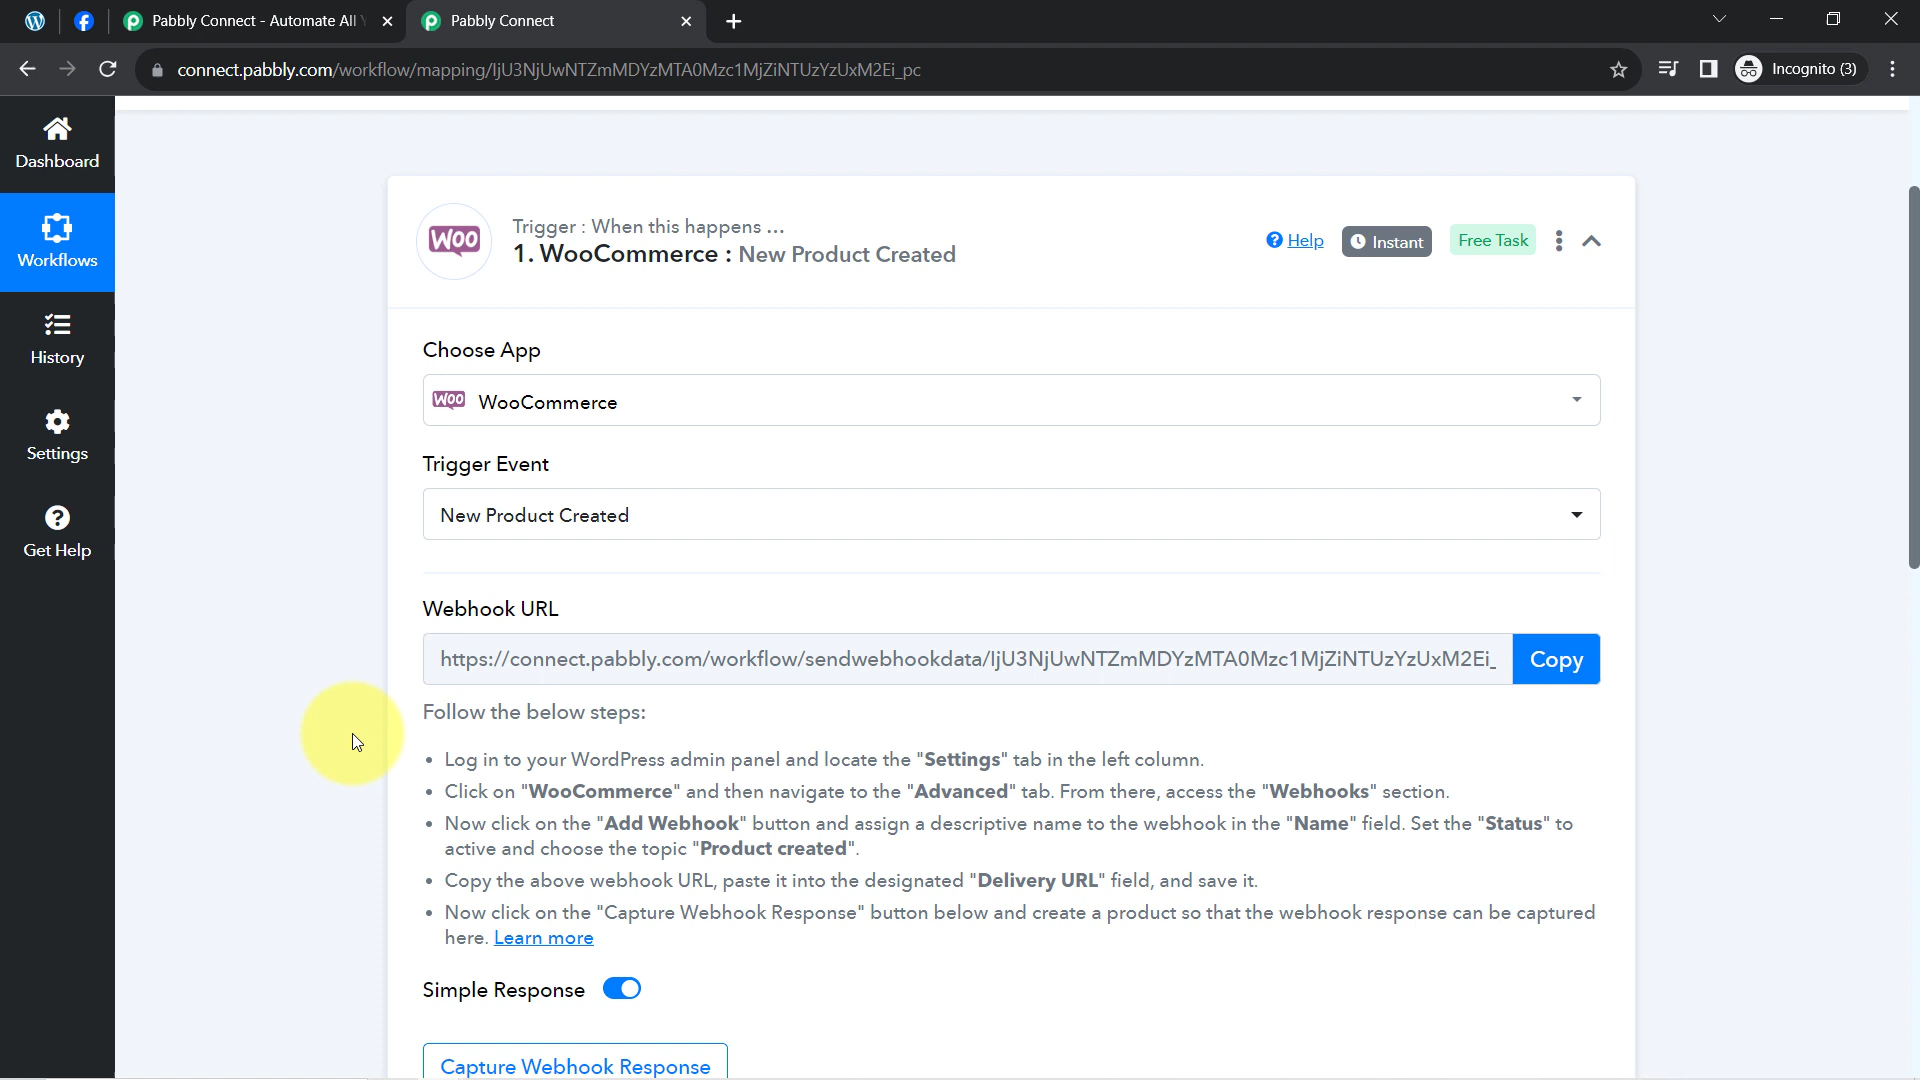 Pabbly Connect - Automate All Y
Pabbly Connect
connect.pabbly.com/workflow/mapping/IjU3NjUwNTZmMDYzMTA0Mzc1MjZiNTUzYzUxM2Ei_pc
Incognito (3)
Dashboard
Workflows
History
Settings
Get Help
WOO
Trigger : When this happens ...
1. WooCommerce : New Product Created
Help
Instant
Free Task
Choose App
WOO WooCommerce
Trigger Event
New Product Created
Webhook URL
https://connect.pabbly.com/workflow/sendwebhookdata/IjU3NjUwNTZmMDYzMTA0Mzc1MjZiNTUzYzUxM2Ei_
Copy
Follow the below steps:
• Log in to your WordPress admin panel and locate the "Settings" tab in the left column.
• Click on "WooCommerce" and then navigate to the "Advanced" tab. From there, access the "Webhooks" section.
• Now click on the "Add Webhook" button and assign a descriptive name to the webhook in the "Name" field. Set the "Status" to
active and choose the topic "Product created".
• Copy the above webhook URL, paste it into the designated "Delivery URL" field, and save it.
• Now click on the "Capture Webhook Response" button below and create a product so that the webhook response can be captured
here. Learn more
Simple Response
Capture Webhook Response